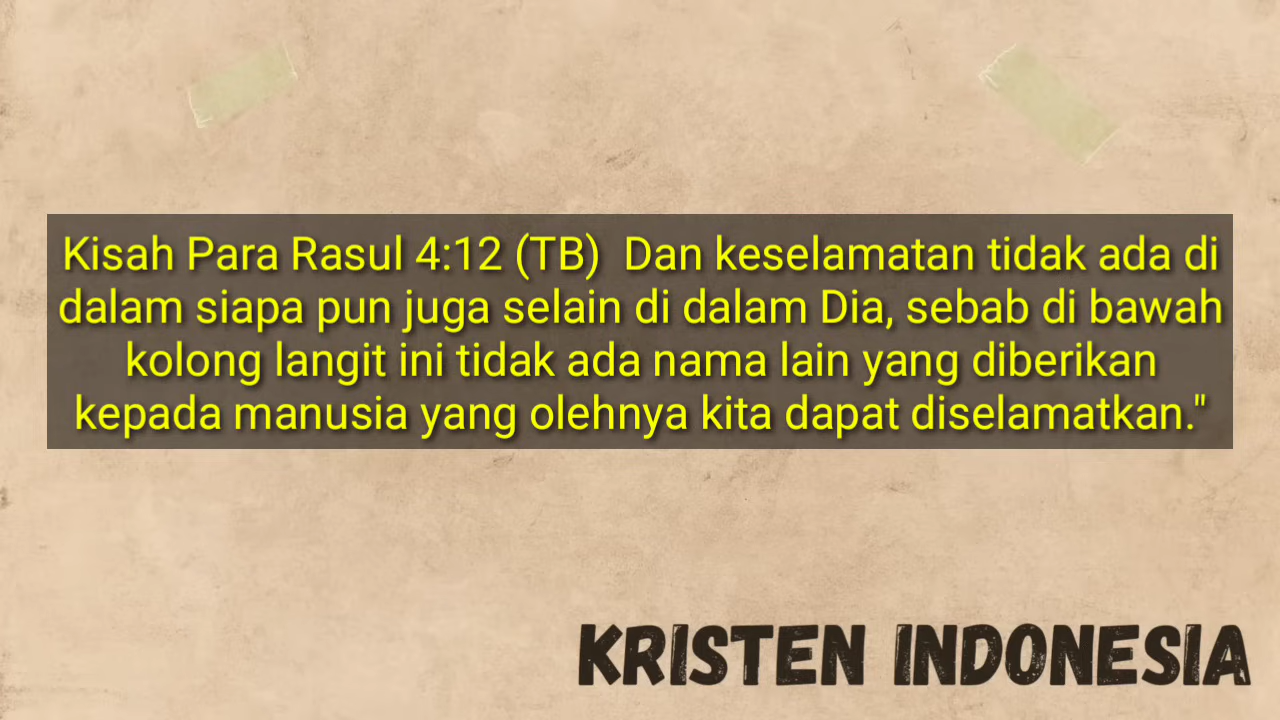 Kisah Para Rasul 4:12 (TB)  Dan keselamatan tidak ada di
dalam siapa pun juga selain di dalam Dia, sebab di bawah
kolong langit ini tidak ada nama lain yang diberikan
kepada manusia yang olehnya kita dapat diselamatkan."
KRISTEN INDONESIA